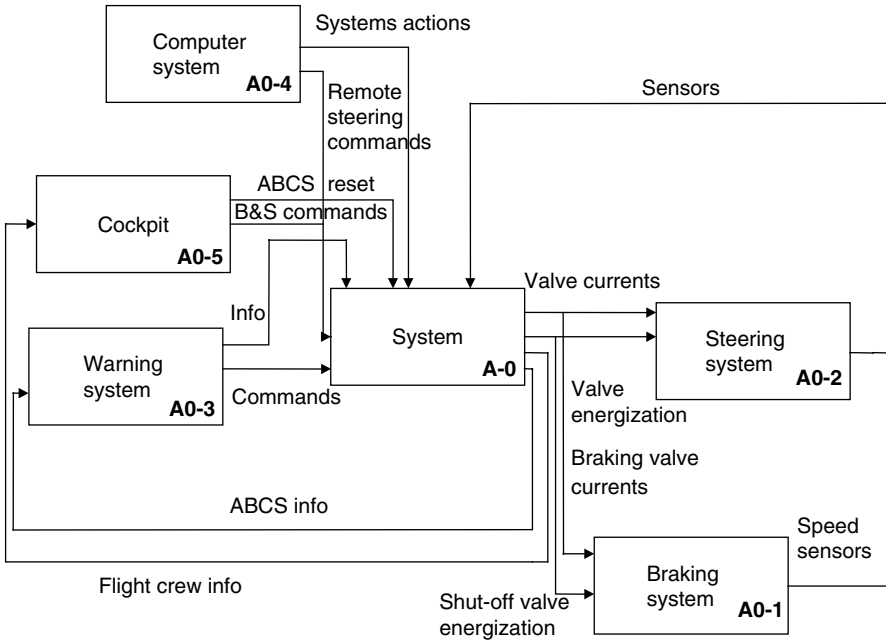 Systems actions
Computer
system
A0-4
Remote
steering
commands
Sensors
ABCS reset
B&S commands
Cockpit
A0-5
Info
Valve currents
System
A-0
Steering
system
A0-2
Warning
system
A0-3
Commands
Valve
energization
Braking valve
currents
ABCS info
Speed
sensors
Flight crew info
Braking
system
A0-1
Shut-off valve
energization